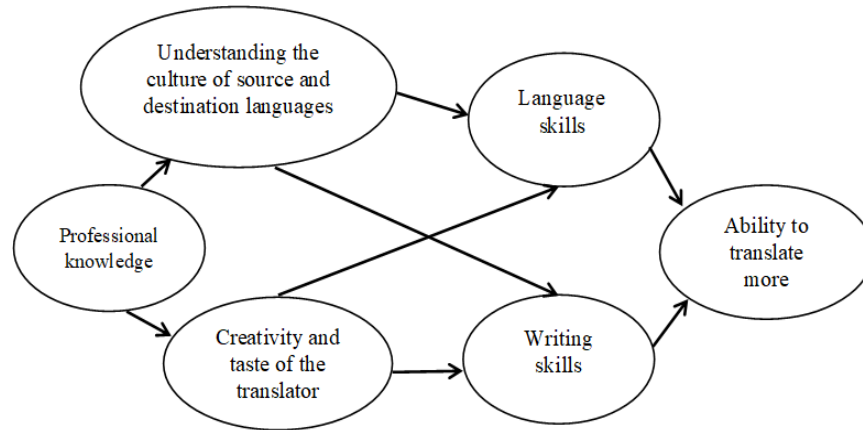 Understanding the
culture of source and
destination languages
Language
skills
Professional
knowledge
Ability to
translate
more
Creativity and
taste of the
translator
Writing
skills